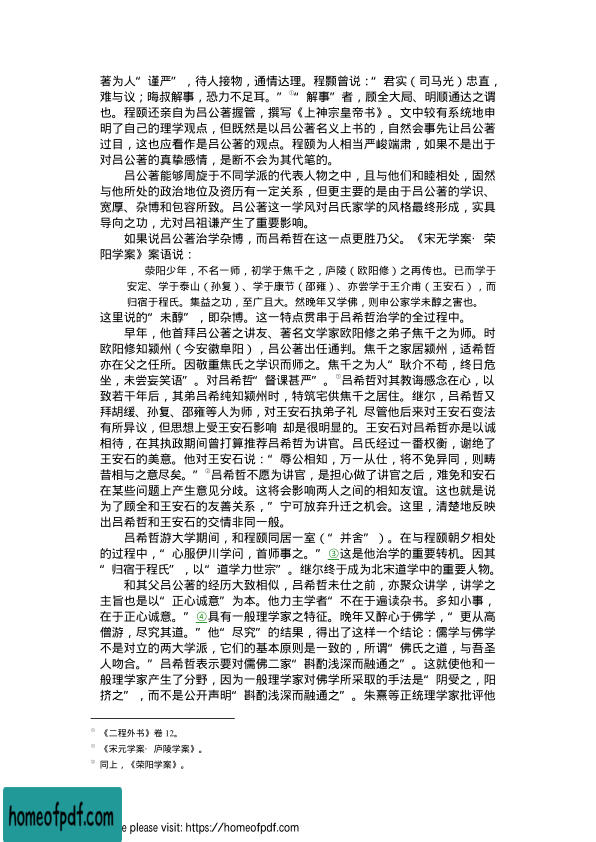 著为人“谨严”，待人接物，通情达理。程颢曾说：“君实（司马光）忠直，
难与议；晦叔解事，恐力不足耳。”①“解事”者，顾全大局、明顺通达之谓
也。程颐还亲自为吕公著握管，撰写《上神宗皇帝书》。文中较有系统地申
明了自己的理学观点，但既然是以吕公著名义上书的，自然会事先让吕公著
过目，这也应看作是吕公著的观点。程颐为人相当严峻端肃，如果不是出于
对吕公著的真挚感情，是断不会为其代笔的。
吕公著能够周旋于不同学派的代表人物之中，且与他们和睦相处，固然
与他所处的政治地位及资历有一定关系，但更主要的是由于吕公著的学识、
宽厚、杂博和包容所致。吕公著这一学风对吕氏家学的风格最终形成，实具
导向之功，尤对吕祖谦产生了重要影响。
如果说吕公著治学杂博，而吕希哲在这一点更胜乃父。《宋无学案·荣
阳学案》案语说：
荥阳少年，不名一师，初学于焦千之，庐陵（欧阳修）之再传也。已而学于
安定、学于泰山（孙复）、学于康节（邵雍）、亦尝学于王介甫（王安石），而
归宿于程氏。集益之功，至广且大。然晚年又学佛，则申公家学未醇之害也。
这里说的“未醇”，即杂博。这一特点贯串于吕希哲治学的全过程中。
早年，他首拜吕公著之讲友、著名文学家欧阳修之弟子焦千之为师。时
欧阳修知颍州（今安徽阜阳），吕公著出任通判。焦千之家居颍州，适希哲
亦在父之任所。因敬重焦氏之学识而师之。焦千之为人“耿介不苟，终日危
坐，未尝妄笑语”。对吕希哲“督课甚严”。①吕希哲对其教诲感念在心，以
致若干年后，其弟吕希纯知颍州时，特筑宅供焦千之居住。继尔，吕希哲又
拜胡缓、孙复、邵雍等人为师，对王安石执弟子礼 尽管他后来对王安石变法
有所异议，但思想上受王安石影响 却是很明显的。王安石对吕希哲亦是以诚
相待，在其执政期间曾打算推荐吕希哲为讲官。吕氏经过一番权衡，谢绝了
王安石的美意。他对王安石说：“辱公相知，万一从仕，将不免异同，则畴
昔相与之意尽矣。”②吕希哲不愿为讲官，是担心做了讲官之后，难免和安石
在某些问题上产生意见分歧。这将会影响两人之间的相知友谊。这也就是说
为了顾全和王安石的友善关系，”宁可放弃升迁之机会。这里，清楚地反映
出吕希哲和王安石的交情非同一般。
吕希哲游大学期间，和程颐同居一室（“并舍”）。在与程颐朝夕相处
的过程中，“心服伊川学问，首师事之。”③这是他治学的重要转机。因其
“归宿于程氏”，以“道学力世宗”。继尔终于成为北宋道学中的重要人物。
和其父吕公著的经历大致相似，吕希哲未仕之前，亦聚众讲学，讲学之
主旨也是以“正心诚意”为本。他力主学者“不在于遍读杂书。多知小事，
在于正心诚意。”④具有一般理学家之特征。晚年又醉心于佛学，“更从高
僧游，尽究其道。”他“尽究”的结果，得出了这样一个结论：儒学与佛学
不是对立的两大学派，它们的基本原则是一致的，所谓“佛氏之道，与吾圣
人吻合。”吕希哲表示要对儒佛二家“斟酌浅深而融通之”。这就使他和一
般理学家产生了分野，因为一般理学家对佛学所采取的手法是“阴受之，阳
挤之”，而不是公开声明“斟酌浅深而融通之”。朱熹等正统理学家批评他
《二程外书》卷12。
《宋元学案·庐陵学案》。
同上，《荣阳学案》。
homeofpdf.com
e please visit: https://homeofpdf.com